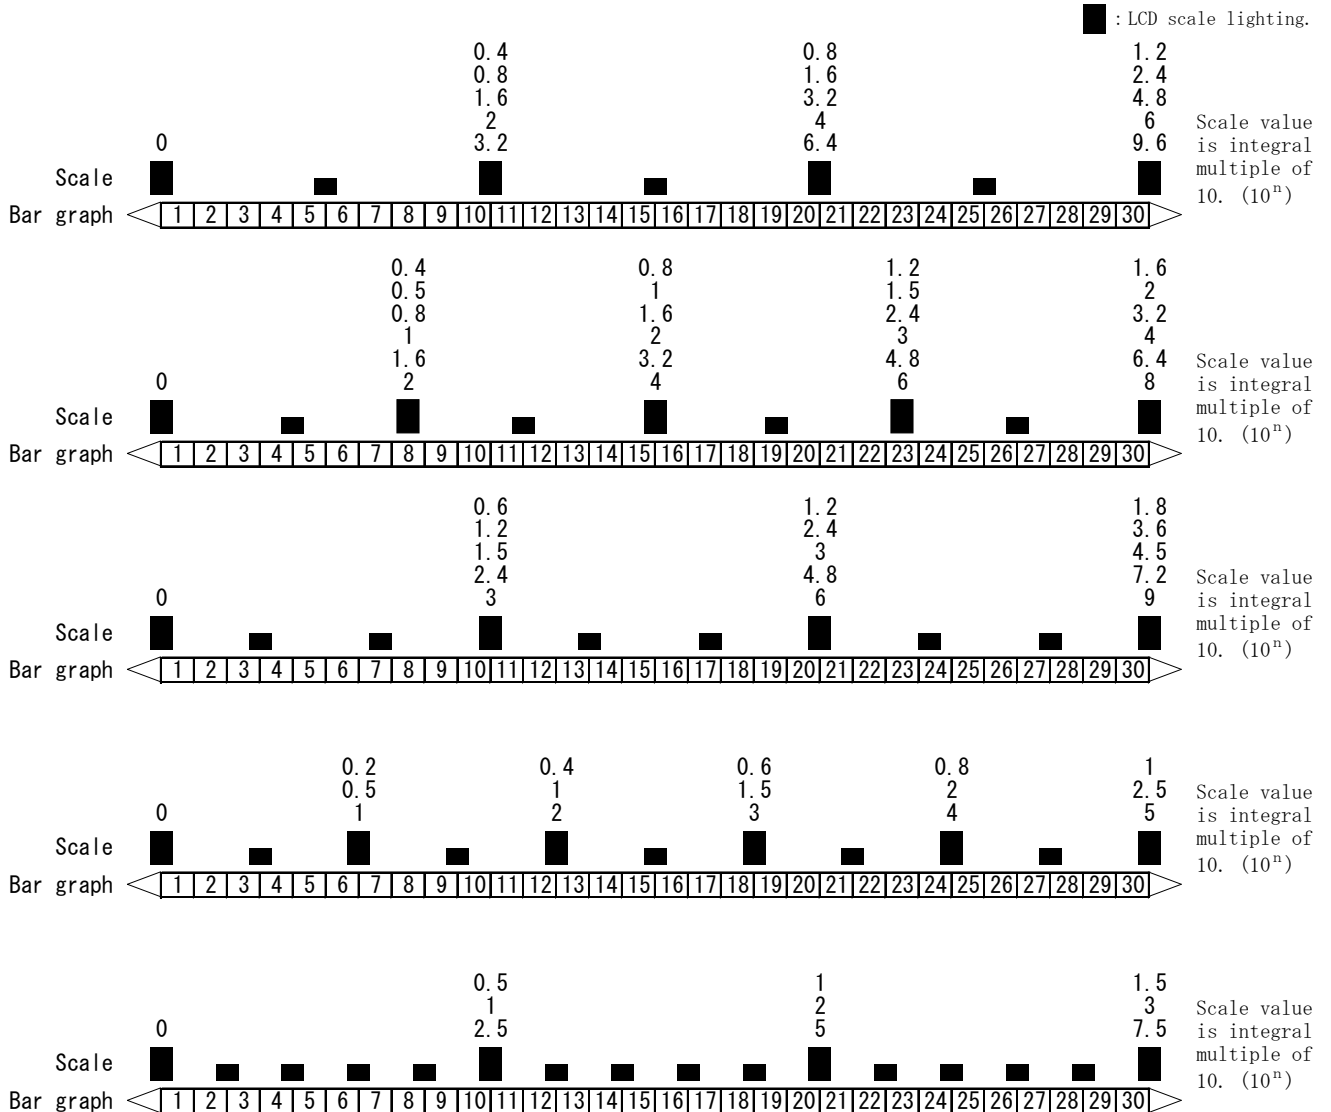 : LCD scale lighting.
0.4 0.8 1.2
0.8 1.6 2.4
1.6 3.2 4.8
2 4 6
0 3.2 6.4 9.6
Scale value
is integral
multiple of
10. (10ⁿ)
Scale
Bar graph 1 2 3 4 5 6 7 8 9 10 11 12 13 14 15 16 17 18 19 20 21 22 23 24 25 26 27 28 29 30
0.4 0.8 1.2 1.6
0.5 1 1.5 2
0.8 1.6 2.4 3.2
1 2 3 4
1.6 3.2 4.8 6.4
0 2 4 6 8
Scale value
is integral
multiple of
10. (10ⁿ)
Scale
Bar graph 1 2 3 4 5 6 7 8 9 10 11 12 13 14 15 16 17 18 19 20 21 22 23 24 25 26 27 28 29 30
0.6 1.2 1.8
1.2 2.4 3.6
1.5 3 4.5
2.4 4.8 7.2
0 3 6 9
Scale value
is integral
multiple of
10. (10ⁿ)
Scale
Bar graph 1 2 3 4 5 6 7 8 9 10 11 12 13 14 15 16 17 18 19 20 21 22 23 24 25 26 27 28 29 30
0.2 0.4 0.6 0.8 1
0.5 1 1.5 2 2.5
0 1 2 3 4 5
Scale value
is integral
multiple of
10. (10ⁿ)
Scale
Bar graph 1 2 3 4 5 6 7 8 9 10 11 12 13 14 15 16 17 18 19 20 21 22 23 24 25 26 27 28 29 30
0.5 1 1.5
1 2 3
0 2.5 5 7.5
Scale value
is integral
multiple of
10. (10ⁿ)
Scale
Bar graph 1 2 3 4 5 6 7 8 9 10 11 12 13 14 15 16 17 18 19 20 21 22 23 24 25 26 27 28 29 30